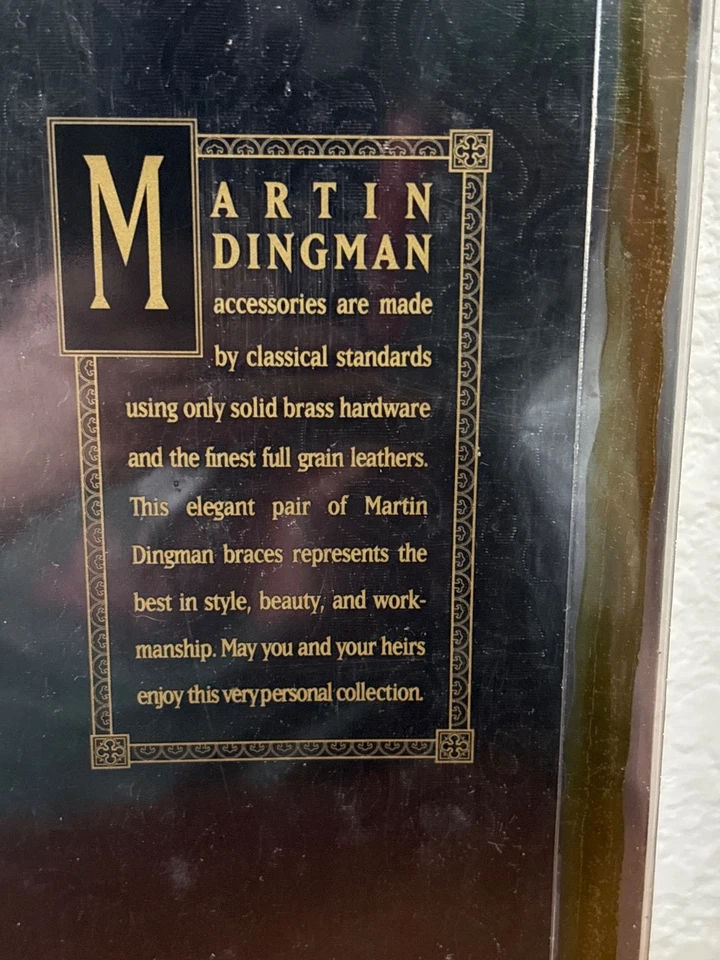 M
MARTIN
DINGMAN
accessories are made
by classical standards
using only solid brass hardware
and the finest full grain leathers.
This elegant pair of Martin
Dingman braces represents the
best in style, beauty, and work-
manship. May you and your heirs
enjoy this very personal collection.